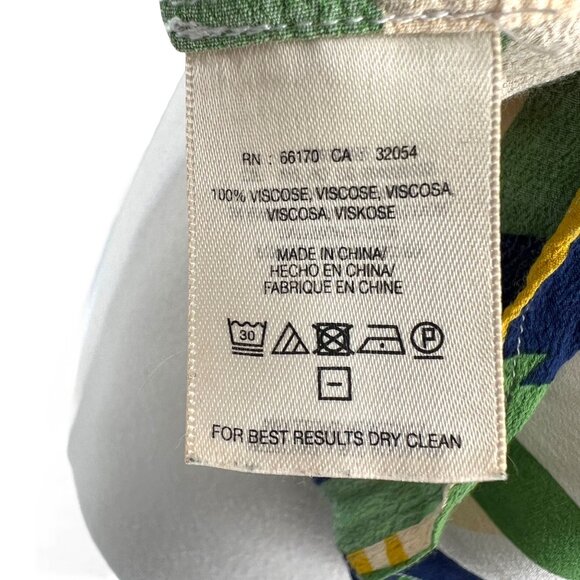 RN : 66170 CA 32054
100% VISCOSE, VISCOSE, VISCOSA,
VISCOSA, VISKOSE
MADE IN CHINA/
HECHO EN CHINA/
FABRIQUE EN CHINE
30 P
FOR BEST RESULTS DRY CLEAN